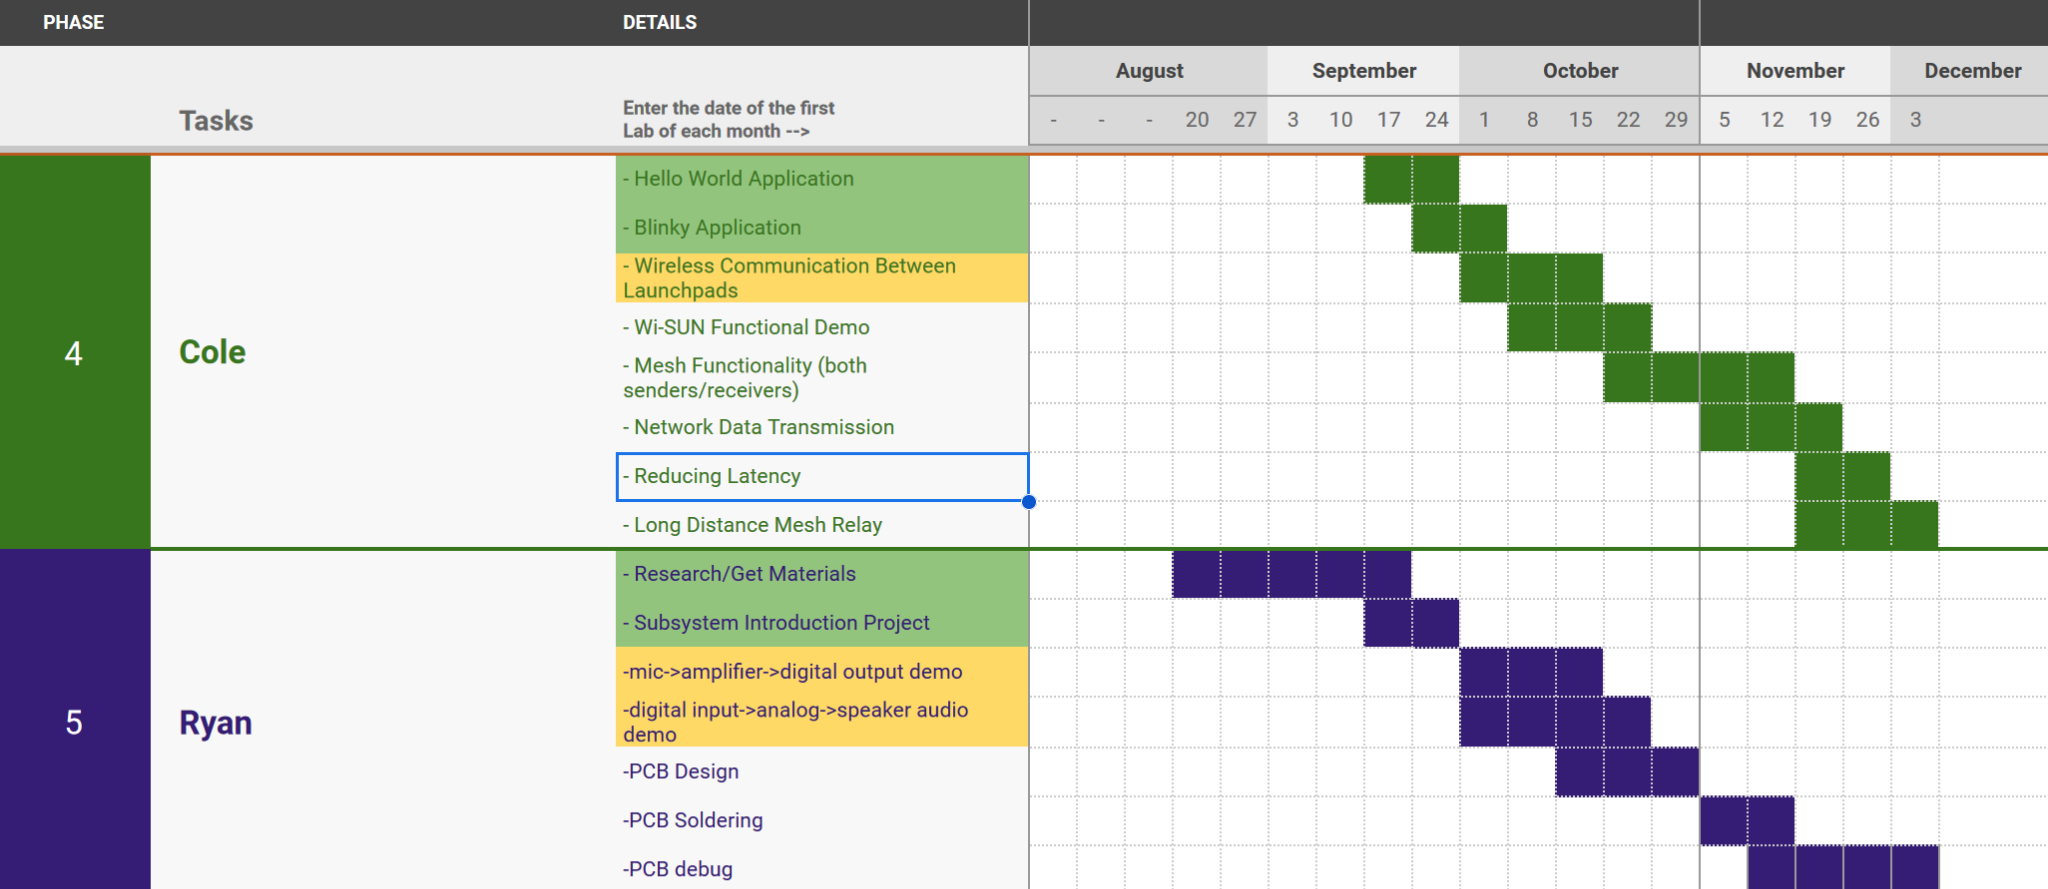 PHASE DETAILS
August September October November December
Tasks
Enter the date of the first
Lab of each month -->
- - - 20 27 3 10 17 24 1 8 15 22 29 5 12 19 26 3
4
Cole
- Hello World Application
- Blinky Application
- Wireless Communication Between
Launchpads
- Wi-SUN Functional Demo
- Mesh Functionality (both
senders/receivers)
- Network Data Transmission
- Reducing Latency
- Long Distance Mesh Relay
5
Ryan
- Research/Get Materials
- Subsystem Introduction Project
-mic->amplifier->digital output demo
-digital input->analog->speaker audio
demo
-PCB Design
-PCB Soldering
-PCB debug